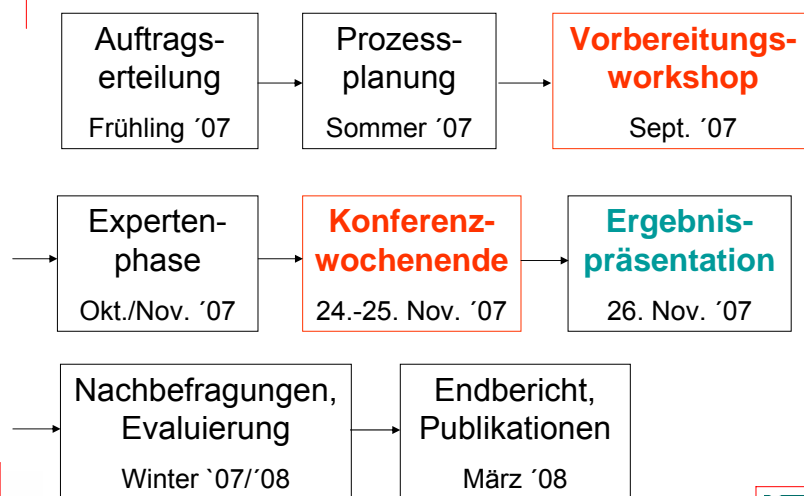 Auftrags-
erteilung
Frühling ´07
Prozess-
planung
Sommer ´07
Vorbereitungs-
workshop
Sept. ´07
Experten-
phase
Okt./Nov. ´07
Konferenz-
wochenende
24.-25. Nov. ´07
Ergebnis-
präsentation
26. Nov. ´07
Nachbefragungen,
Evaluierung
Winter `07/´08
Endbericht,
Publikationen
März ´08